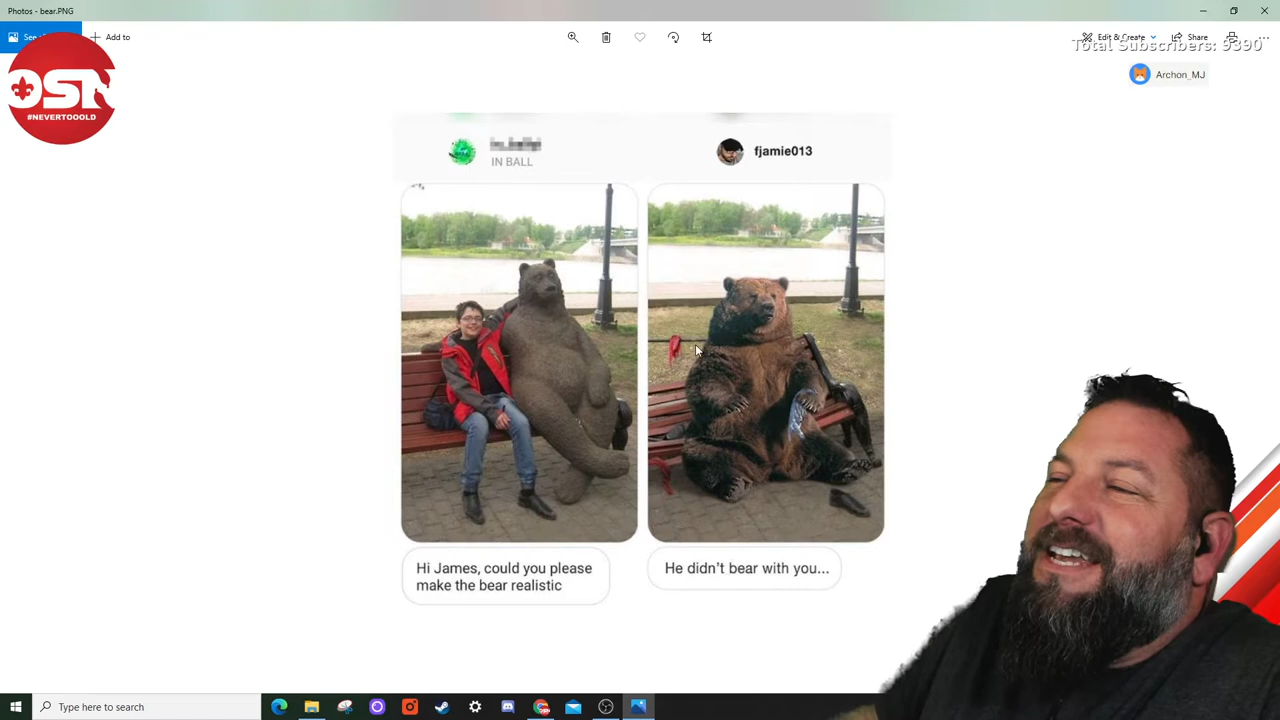 Photos - bear.PNG
Add to
Edit & Create
Share
Total Subscribers: 9390
OSN
#NEVERTOOOLD
Archon_MJ
IN BALL
fjamie013
Hi James, could you please
make the bear realistic
He didn't bear with you...
Type here to search